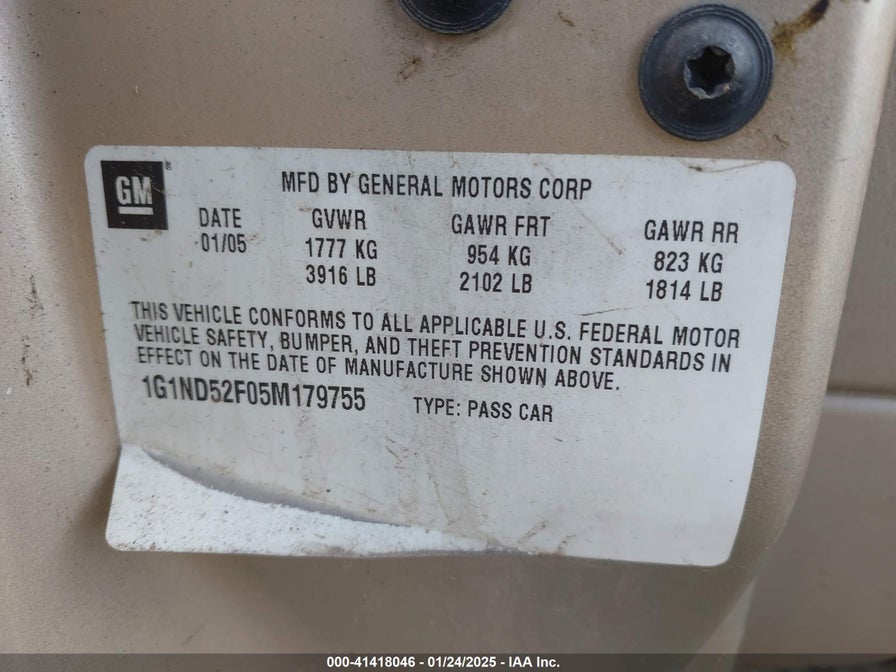 GM®
MFD BY GENERAL MOTORS CORP
DATE GVWR GAWR FRT GAWR RR
01/05 1777 KG 954 KG 823 KG
3916 LB 2102 LB 1814 LB
THIS VEHICLE CONFORMS TO ALL APPLICABLE U.S. FEDERAL MOTOR
VEHICLE SAFETY, BUMPER, AND THEFT PREVENTION STANDARDS IN
EFFECT ON THE DATE OF MANUFACTURE SHOWN ABOVE.
1G1ND52F05M179755 TYPE: PASS CAR
000-41418046 - 01/24/2025 - IAA Inc.